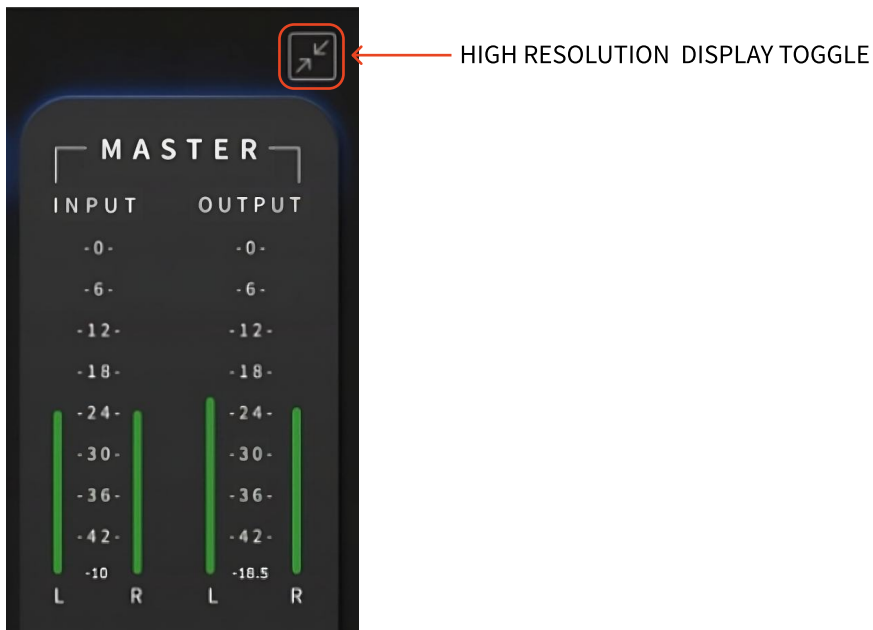 HIGH RESOLUTION DISPLAY TOGGLE
MASTER
INPUT OUTPUT
-0- -0-
-6- -6-
-12- -12-
-18- -18-
-24- -24-
-30- -30-
-36- -36-
-42- -42-
-10 -18.5
L R L R